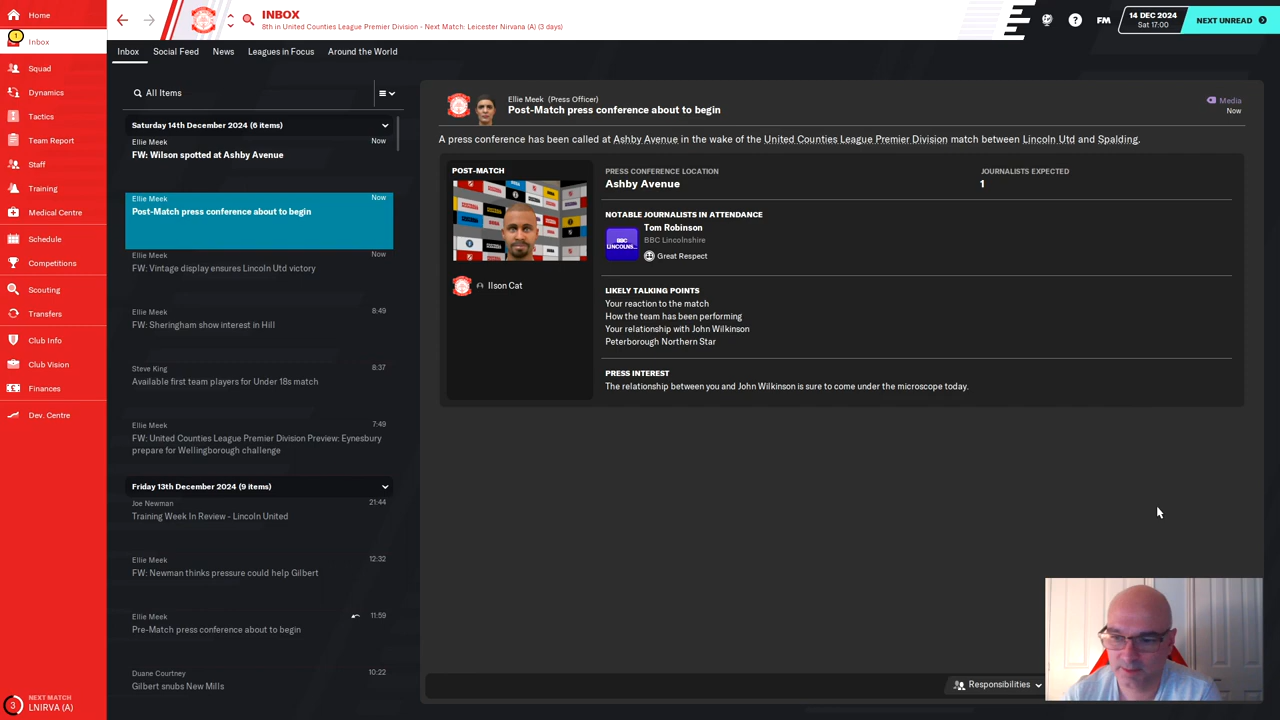 Home
1
Inbox
Squad
Dynamics
Tactics
Team Report
Staff
Training
Medical Centre
Schedule
Competitions
Scouting
Transfers
Club Info
Club Vision
Finances
Dev. Centre
3
NEXT MATCH
LNIRVA (A)
INBOX
8th in United Counties League Premier Division - Next Match: Leicester Nirvana (A) (3 days)
?
FM
14 DEC 2024
Sat 17:00
NEXT UNREAD
Inbox Social Feed News Leagues in Focus Around the World
All Items
Saturday 14th December 2024 (6 items)
Ellie Meek Now
FW: Wilson spotted at Ashby Avenue
Ellie Meek Now
Post-Match press conference about to begin
Ellie Meek Now
FW: Vintage display ensures Lincoln Utd victory
Ellie Meek 8:49
FW: Sheringham show interest in Hill
Steve King 8:37
Available first team players for Under 18s match
Ellie Meek 7:49
FW: United Counties League Premier Division Preview: Eynesbury
prepare for Wellingborough challenge
Friday 13th December 2024 (9 items)
Joe Newman 21:44
Training Week In Review - Lincoln United
Ellie Meek 12:32
FW: Newman thinks pressure could help Gilbert
Ellie Meek 11:59
Pre-Match press conference about to begin
Duane Courtney 10:22
Gilbert snubs New Mills
Ellie Meek (Press Officer)
Post-Match press conference about to begin
Media
Now
A press conference has been called at Ashby Avenue in the wake of the United Counties League Premier Division match between Lincoln Utd and Spalding.
POST-MATCH
Ilson Cat
PRESS CONFERENCE LOCATION
Ashby Avenue
JOURNALISTS EXPECTED
1
NOTABLE JOURNALISTS IN ATTENDANCE
BBC
LINCOLNS...
Tom Robinson
BBC Lincolnshire
Great Respect
LIKELY TALKING POINTS
Your reaction to the match
How the team has been performing
Your relationship with John Wilkinson
Peterborough Northern Star
PRESS INTEREST
The relationship between you and John Wilkinson is sure to come under the microscope today.
Responsibilities